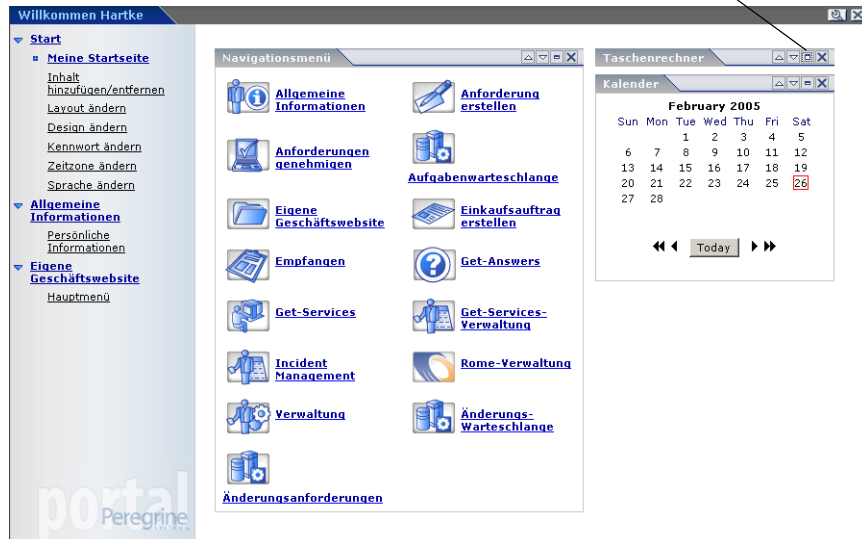 Willkommen Hartke
Start
Meine Startseite
Inhalt
hinzufügen/entfernen
Layout ändern
Design ändern
Kennwort ändern
Zeitzone ändern
Sprache ändern
Allgemeine
Informationen
Persönliche
Informationen
Eigene
Geschäftswebsite
Hauptmenü
portal
Peregrine
SYSTEMS
Navigationsmenü
Allgemeine
Informationen
Anforderung
erstellen
Anforderungen
genehmigen
Aufgabenwarteschlange
Eigene
Geschäftswebsite
Einkaufsauftrag
erstellen
Empfangen
Get-Answers
Get-Services
Get-Services-
Verwaltung
Incident
Management
Rome-Verwaltung
Verwaltung
Änderungs-
Warteschlange
Änderungsanforderungen
Taschenrechner
Kalender
February 2005
Sun Mon Tue Wed Thu Fri Sat
1 2 3 4 5
6 7 8 9 10 11 12
13 14 15 16 17 18 19
20 21 22 23 24 25 26
27 28
Today